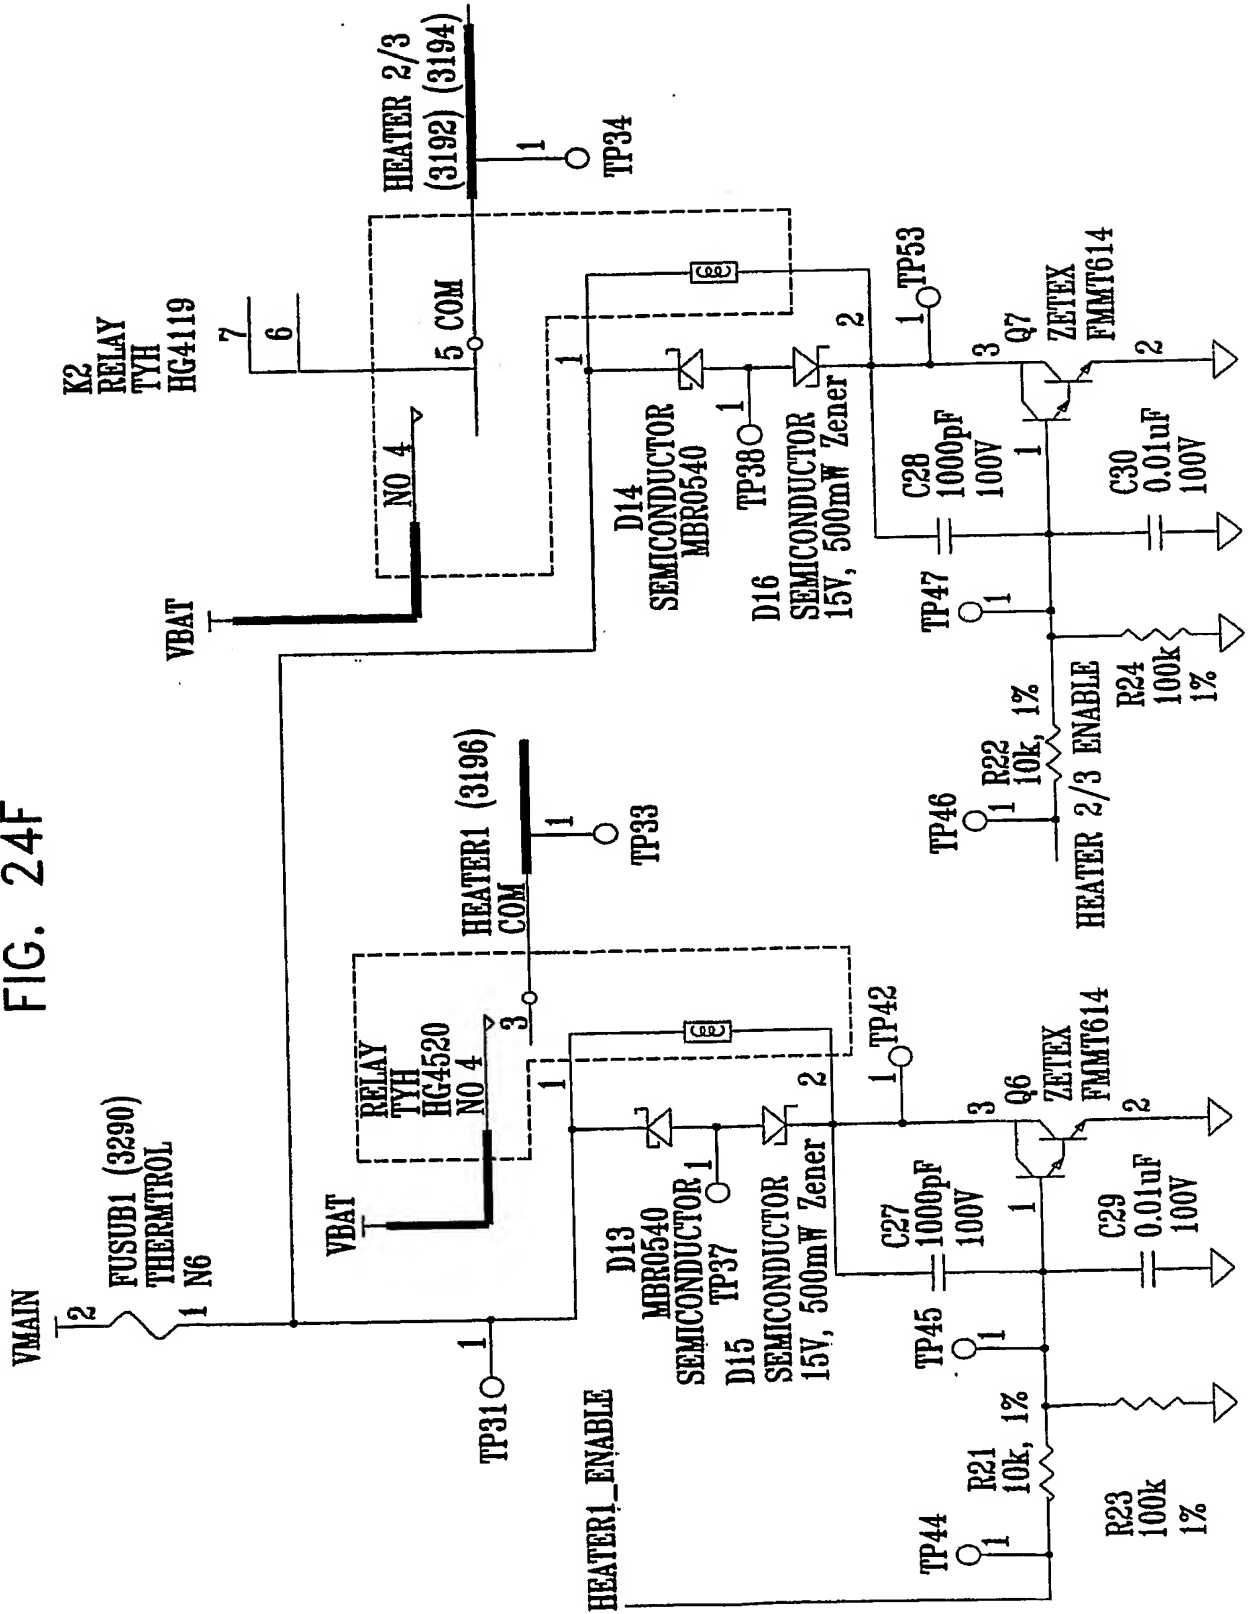 FIG. 24F
VMAIN
2
FUSUB1 (3290)
THERMTROL
N6
1
TP31
1
VBAT
RELAY
TYH
HG4520
NO 4
3
HEATER1 (3196)
COM
1
TP33
1
D13
MBR0540
SEMICONDUCTOR
TP37
1
D15
SEMICONDUCTOR
15V, 500mW Zener
2
TP42
1
C27
1000pF
100V
3
Q6
ZETEX
FMMT614
1
2
C29
0.01uF
100V
TP45
1
HEATER1_ENABLE
TP44
1
R21
10k, 1%
R23
100k
1%
K2
RELAY
TYH
HG4119
7
6
VBAT
NO 4
5 COM
HEATER 2/3
(3192) (3194)
1
TP34
1
D14
SEMICONDUCTOR
MBR0540
TP38
1
D16
SEMICONDUCTOR
15V, 500mW Zener
2
TP53
1
C28
1000pF
100V
3
Q7
ZETEX
FMMT614
1
2
C30
0.01uF
100V
TP47
1
TP46
1
R22
10k, 1%
HEATER 2/3 ENABLE
R24
100k
1%